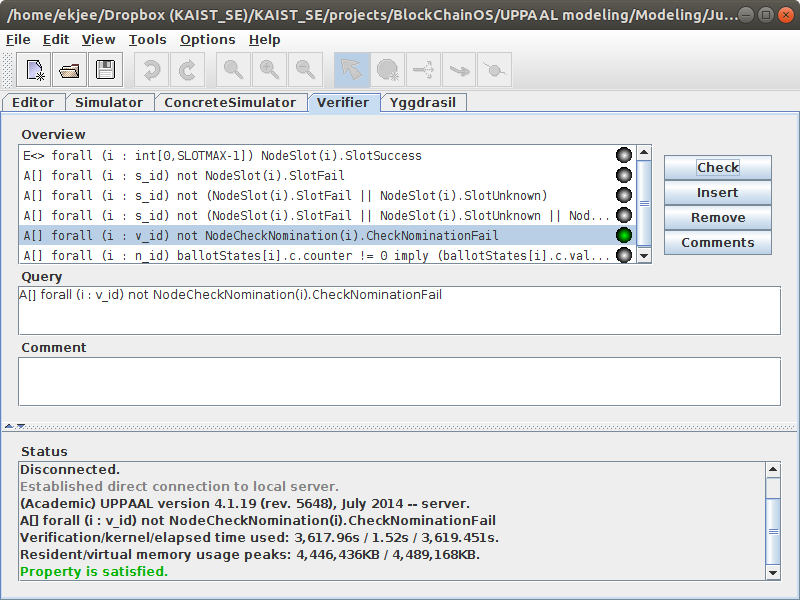 /home/ekjee/Dropbox (KAIST_SE)/KAIST_SE/projects/BlockChainOS/UPPAAL modeling/Modeling/Ju...
File Edit View Tools Options Help
Editor Simulator ConcreteSimulator Verifier Yggdrasil
Overview
E<> forall (i : int[0,SLOTMAX-1]) NodeSlot(i).SlotSuccess
A[] forall (i : s_id) not NodeSlot(i).SlotFail
A[] forall (i : s_id) not (NodeSlot(i).SlotFail || NodeSlot(i).SlotUnknown)
A[] forall (i : s_id) not (NodeSlot(i).SlotFail || NodeSlot(i).SlotUnknown || Nod...
A[] forall (i : v_id) not NodeCheckNomination(i).CheckNominationFail
A[] forall (i : n_id) ballotStates[i].c.counter != 0 imply (ballotStates[i].c.val...
Check
Insert
Remove
Comments
Query
A[] forall (i : v_id) not NodeCheckNomination(i).CheckNominationFail
Comment
Status
Disconnected.
Established direct connection to local server.
(Academic) UPPAAL version 4.1.19 (rev. 5648), July 2014 -- server.
A[] forall (i : v_id) not NodeCheckNomination(i).CheckNominationFail
Verification/kernel/elapsed time used: 3,617.96s / 1.52s / 3,619.451s.
Resident/virtual memory usage peaks: 4,446,436KB / 4,489,168KB.
Property is satisfied.